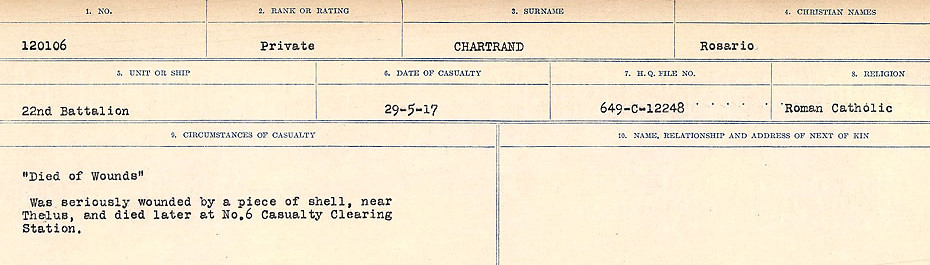 1. NO. 2. RANK OR RATING 3. SURNAME 4. CHRISTIAN NAMES
120106 Private CHARTRAND Rosario
5. UNIT OR SHIP 6. DATE OF CASUALTY 7. H.Q. FILE NO. 8. RELIGION
22nd Battalion 29-5-17 649-C-12248 Roman Catholic
9. CIRCUMSTANCES OF CASUALTY 10. NAME, RELATIONSHIP AND ADDRESS OF NEXT OF KIN
"Died of Wounds"
Was seriously wounded by a piece of shell, near
Thelus, and died later at No.6 Casualty Clearing
Station.